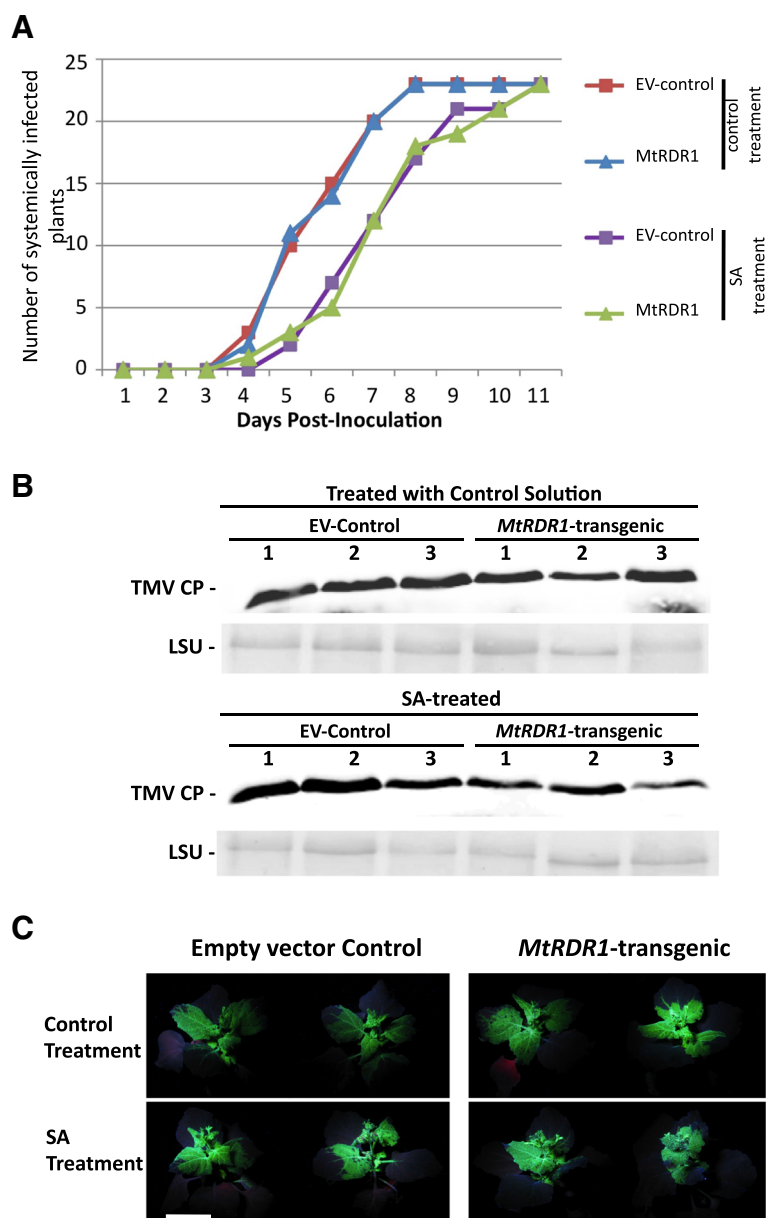 A
Number of systemically infected
plants
25
20
15
10
5
0
1 2 3 4 5 6 7 8 9 10 11
Days Post-Inoculation
EV-control
MtRDR1
control
treatment
EV-control
MtRDR1
SA
treatment
B
Treated with Control Solution
EV-Control MtRDR1-transgenic
1 2 3 1 2 3
TMV CP -
LSU -
SA-treated
EV-Control MtRDR1-transgenic
1 2 3 1 2 3
TMV CP -
LSU -
C
Empty vector Control MtRDR1-transgenic
Control
Treatment
SA
Treatment